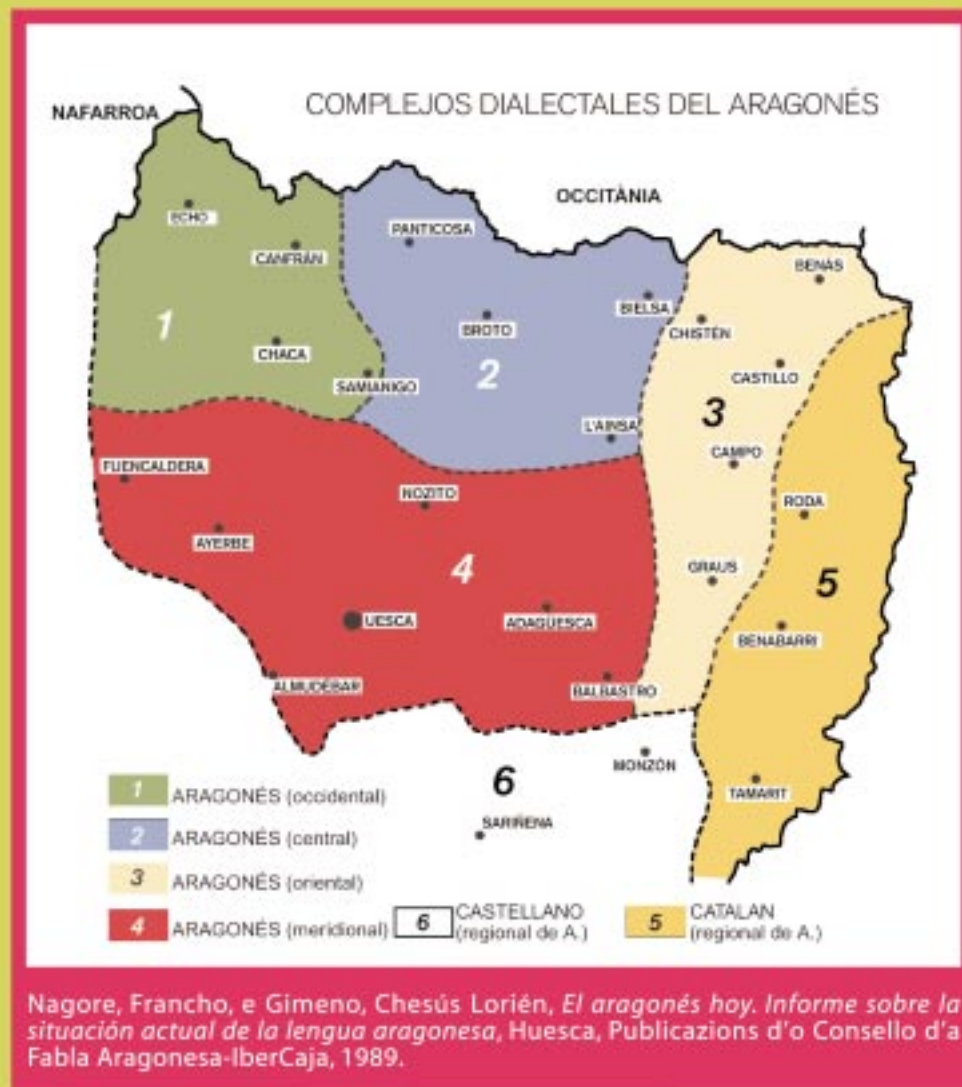 COMPLEJOS DIALECTALES DEL ARAGONÉS
NAFARROA
OCCITÀNIA
ECHO
CANFRÁN
PANTICOSA
BENÁS
BIELSA
CHISTÉN
BROTO
1
CHACA
2
CASTILLO
SAMIANIGO
3
L'AINSA
CAMPO
FUENCALDERA
NOZITO
RODA
AYERBE
4
GRAUS
5
UESCA
ADAGÜESCA
BENABARRI
ALMUDÉBAR
BALBASTRO
MONZÓN
6
TAMARIT
SARIÑENA
1 ARAGONÉS (occidental)
2 ARAGONÉS (central)
3 ARAGONÉS (oriental)
4 ARAGONÉS (meridional)
6 CASTELLANO
(regional de A.)
5 CATALAN
(regional de A.)
Nagore, Francho, e Gimeno, Chesús Lorién, El aragonés hoy. Informe sobre la
situación actual de la lengua aragonesa, Huesca, Publicazions d'o Consello d'a
Fabla Aragonesa-IberCaja, 1989.